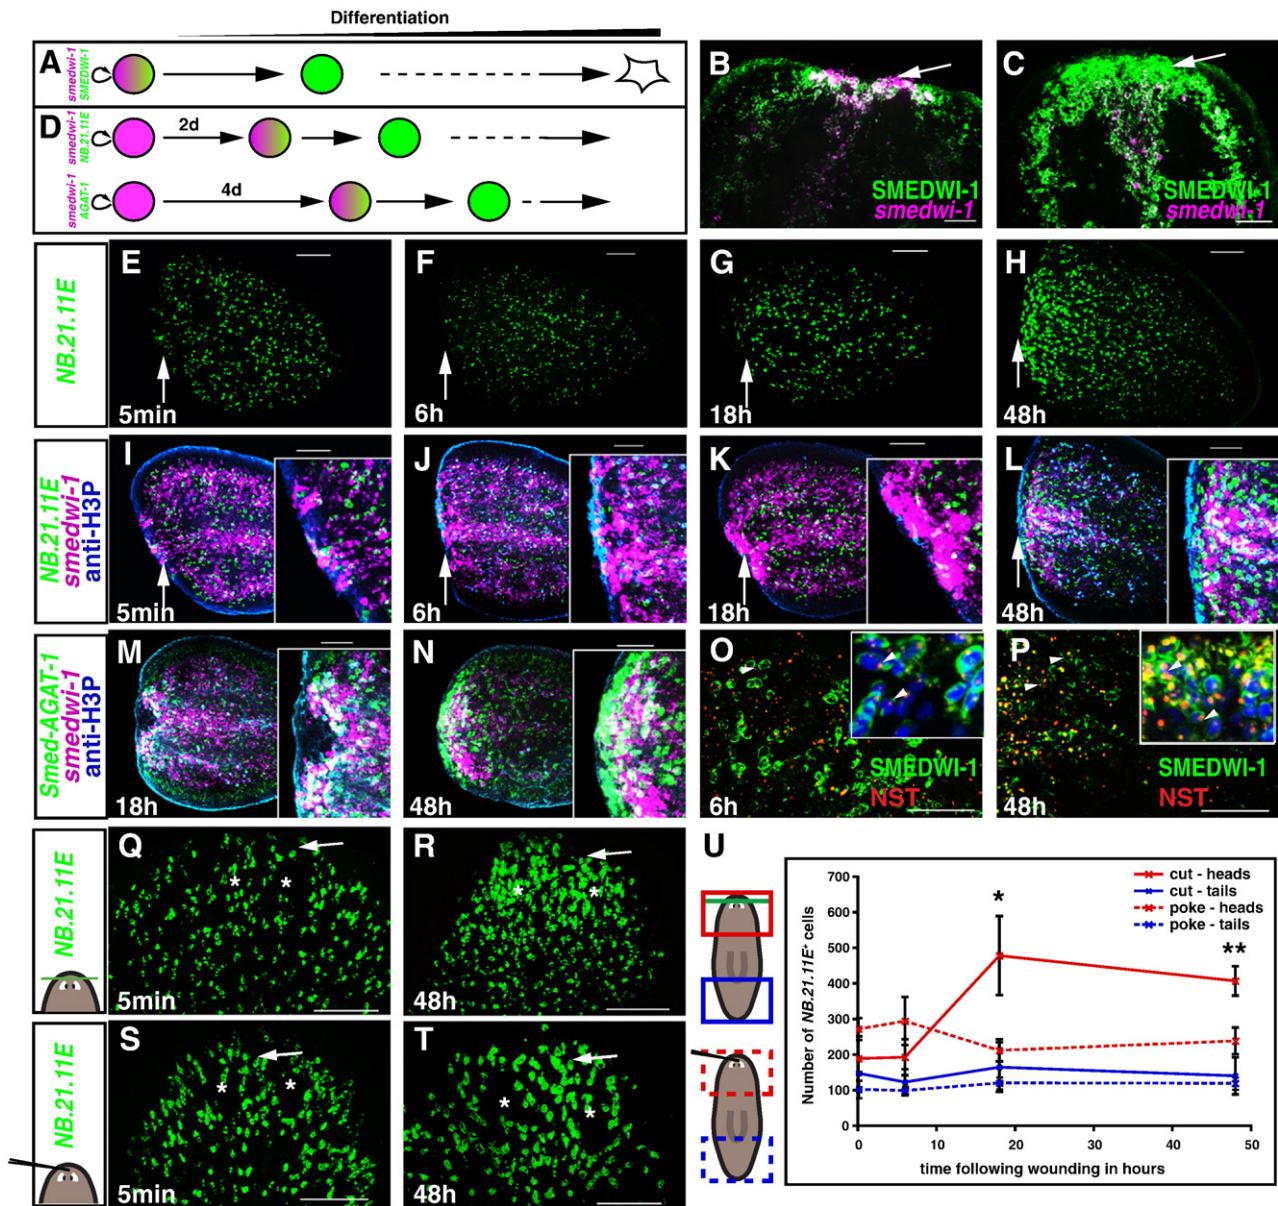 Differentiation
A
smedwi-1
SMEDWI-1
D
smedwi-1
NB.21.11E
2d
smedwi-1
AGAT-1
4d
B
SMEDWI-1
smedwi-1
C
SMEDWI-1
smedwi-1
NB.21.11E
E
5min
F
6h
G
18h
H
48h
NB.21.11E
smedwi-1
anti-H3P
I
5min
J
6h
K
18h
L
48h
Smed-AGAT-1
smedwi-1
anti-H3P
M
18h
N
48h
O
SMEDWI-1
6h NST
P
SMEDWI-1
48h NST
NB.21.11E
Q
* *
5min
R
* *
48h
NB.21.11E
S
* *
5min
T
* *
48h
U
cut - heads
cut - tails
poke - heads
poke - tails
*
**
Number of NB.21.11E+ cells
700
600
500
400
300
200
100
0
0 10 20 30 40 50
time following wounding in hours